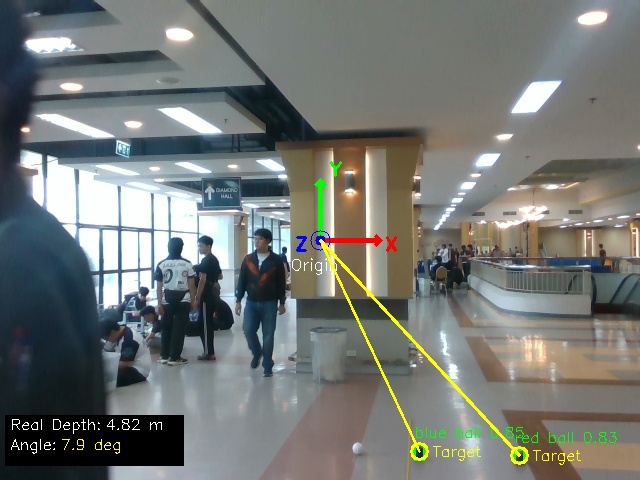 DIAMOND
HALL
Y
Z
X
Origin
blue ball 0.85
red ball 0.83
Target
Target
Real Depth: 4.82 m
Angle: 7.9 deg